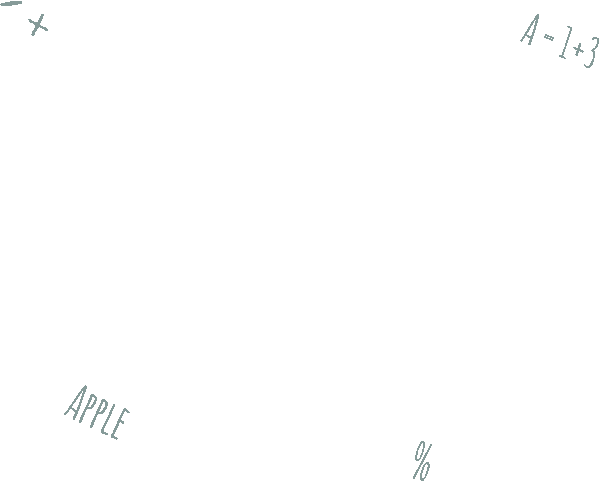 - +
A = 1+3
APPLE
%